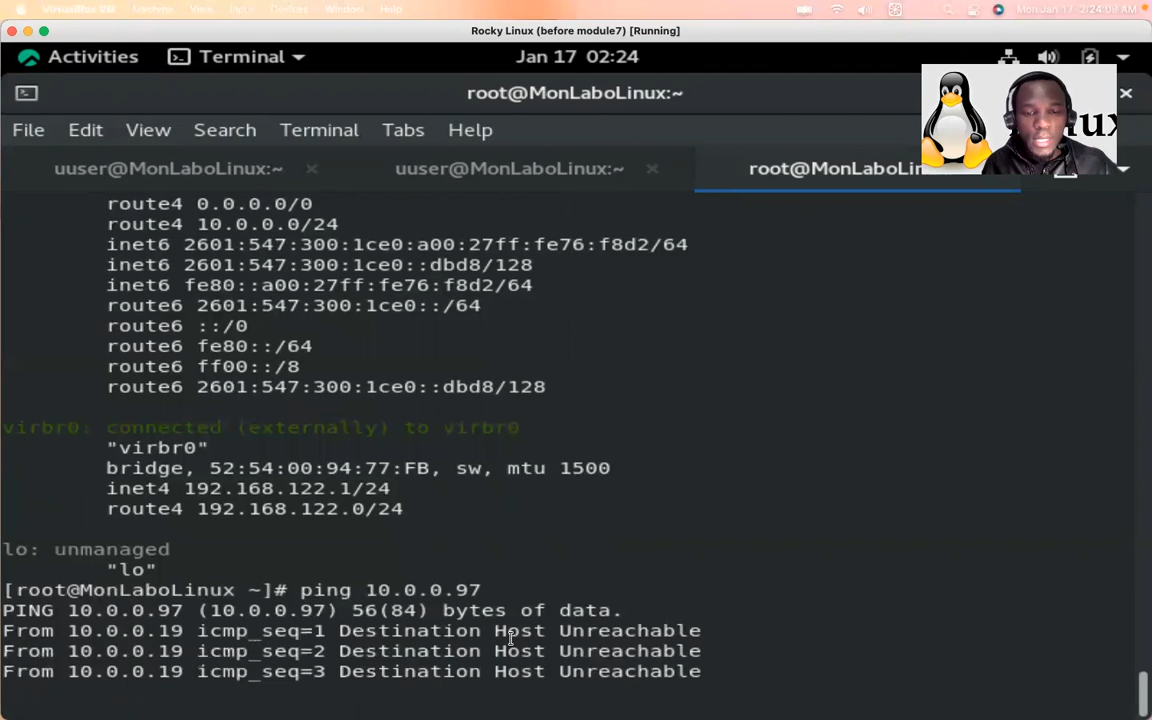 VirtualBox VM Machine View Input Devices Window Help Mon Jan 17 2:24:09 AM
Rocky Linux (before module7) [Running]
Activities Terminal Jan 17 02:24
root@MonLaboLinux:~
File Edit View Search Terminal Tabs Help
uuser@MonLaboLinux:~ uuser@MonLaboLinux:~ root@MonLaboLin
route4 0.0.0.0/0
route4 10.0.0.0/24
inet6 2601:547:300:1ce0:a00:27ff:fe76:f8d2/64
inet6 2601:547:300:1ce0::dbd8/128
inet6 fe80::a00:27ff:fe76:f8d2/64
route6 2601:547:300:1ce0::/64
route6 ::/0
route6 fe80::/64
route6 ff00::/8
route6 2601:547:300:1ce0::dbd8/128
virbr0: connected (externally) to virbr0
"virbr0"
bridge, 52:54:00:94:77:FB, sw, mtu 1500
inet4 192.168.122.1/24
route4 192.168.122.0/24
lo: unmanaged
"lo"
[root@MonLaboLinux ~]# ping 10.0.0.97
PING 10.0.0.97 (10.0.0.97) 56(84) bytes of data.
From 10.0.0.19 icmp_seq=1 Destination Host Unreachable
From 10.0.0.19 icmp_seq=2 Destination Host Unreachable
From 10.0.0.19 icmp_seq=3 Destination Host Unreachable